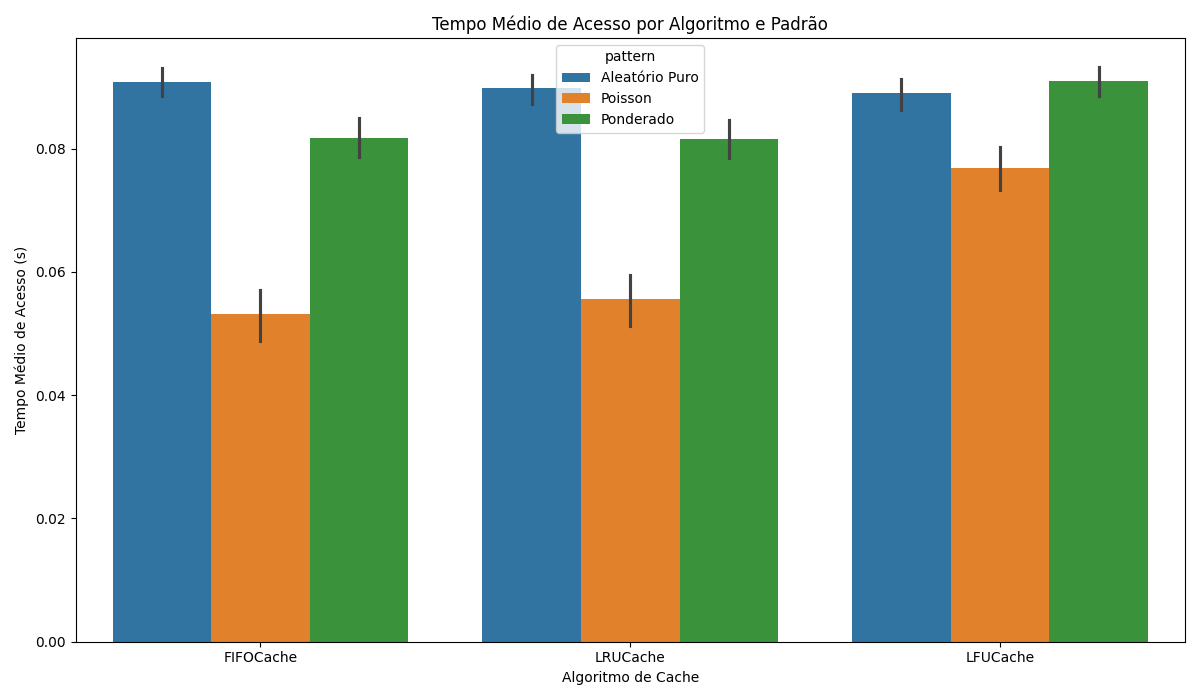 Tempo Médio de Acesso por Algoritmo e Padrão
pattern
Aleatório Puro
Poisson
Ponderado
Tempo Médio de Acesso (s)
0.08
0.06
0.04
0.02
0.00
FIFOCache
LRUCache
LFUCache
Algoritmo de Cache